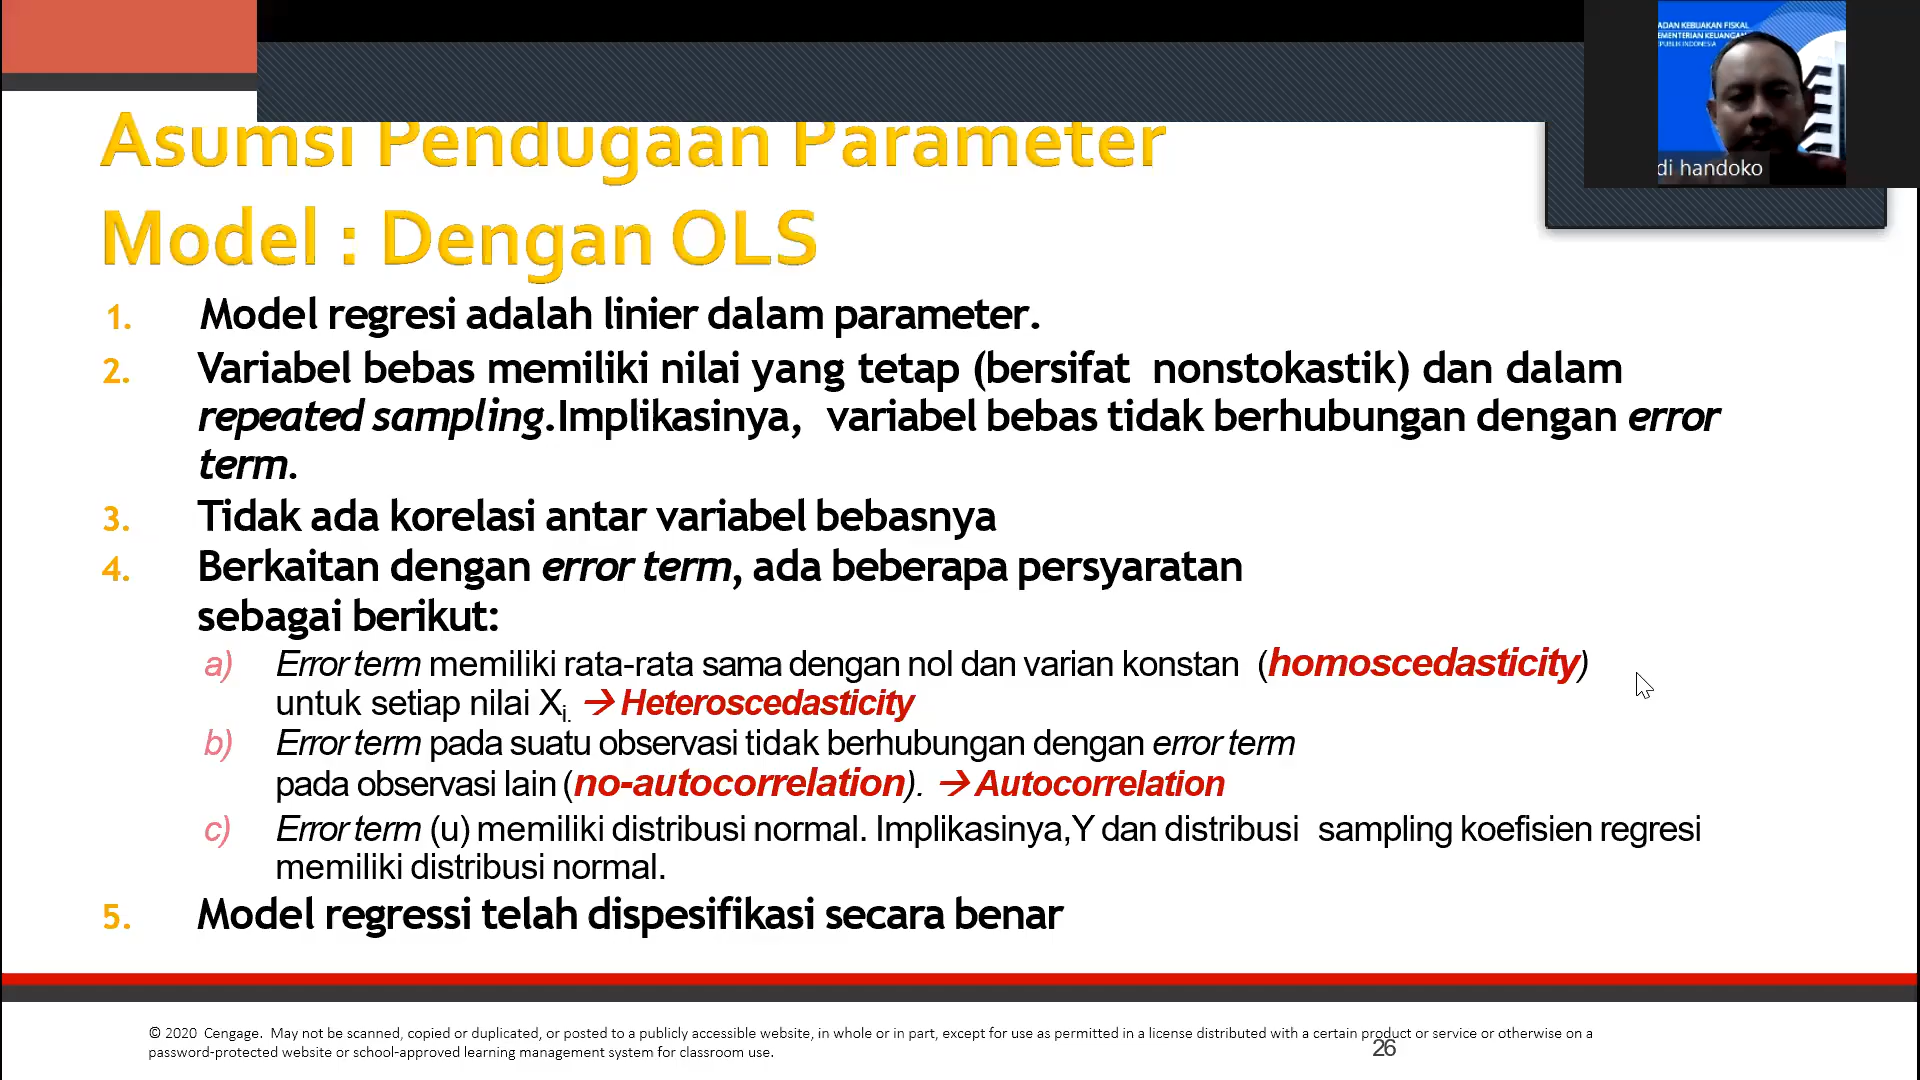 ADAN KEBIJAKAN FISKAL
EMENTERIAN KEUANGAN
REPUBLIK INDONESIA
di handoko
Asumsi Pendugaan Parameter
Model : Dengan OLS
1. Model regresi adalah linier dalam parameter.
2. Variabel bebas memiliki nilai yang tetap (bersifat nonstokastik) dan dalam
repeated sampling.Implikasinya, variabel bebas tidak berhubungan dengan error
term.
3. Tidak ada korelasi antar variabel bebasnya
4. Berkaitan dengan error term, ada beberapa persyaratan
sebagai berikut:
a) Error term memiliki rata-rata sama dengan nol dan varian konstan (homoscedasticity)
untuk setiap nilai Xi. → Heteroscedasticity
b) Error term pada suatu observasi tidak berhubungan dengan error term
pada observasi lain (no-autocorrelation). → Autocorrelation
c) Error term (u) memiliki distribusi normal. Implikasinya,Y dan distribusi sampling koefisien regresi
memiliki distribusi normal.
5. Model regressi telah dispesifikasi secara benar
© 2020 Cengage. May not be scanned, copied or duplicated, or posted to a publicly accessible website, in whole or in part, except for use as permitted in a license distributed with a certain product or service or otherwise on a
password-protected website or school-approved learning management system for classroom use.
26